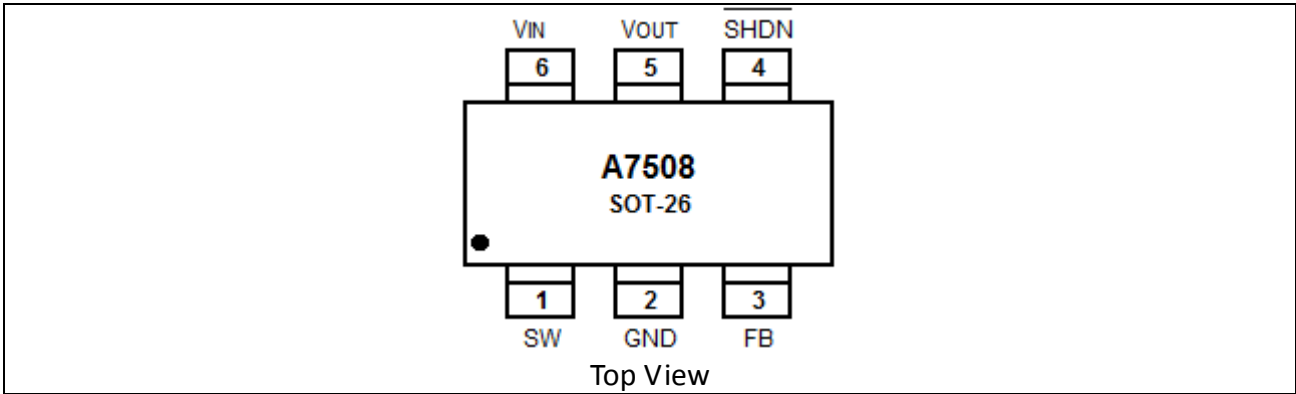 VIN VOUT SHDN
6 5 4
A7508
SOT-26
1 2 3
SW GND FB
Top View